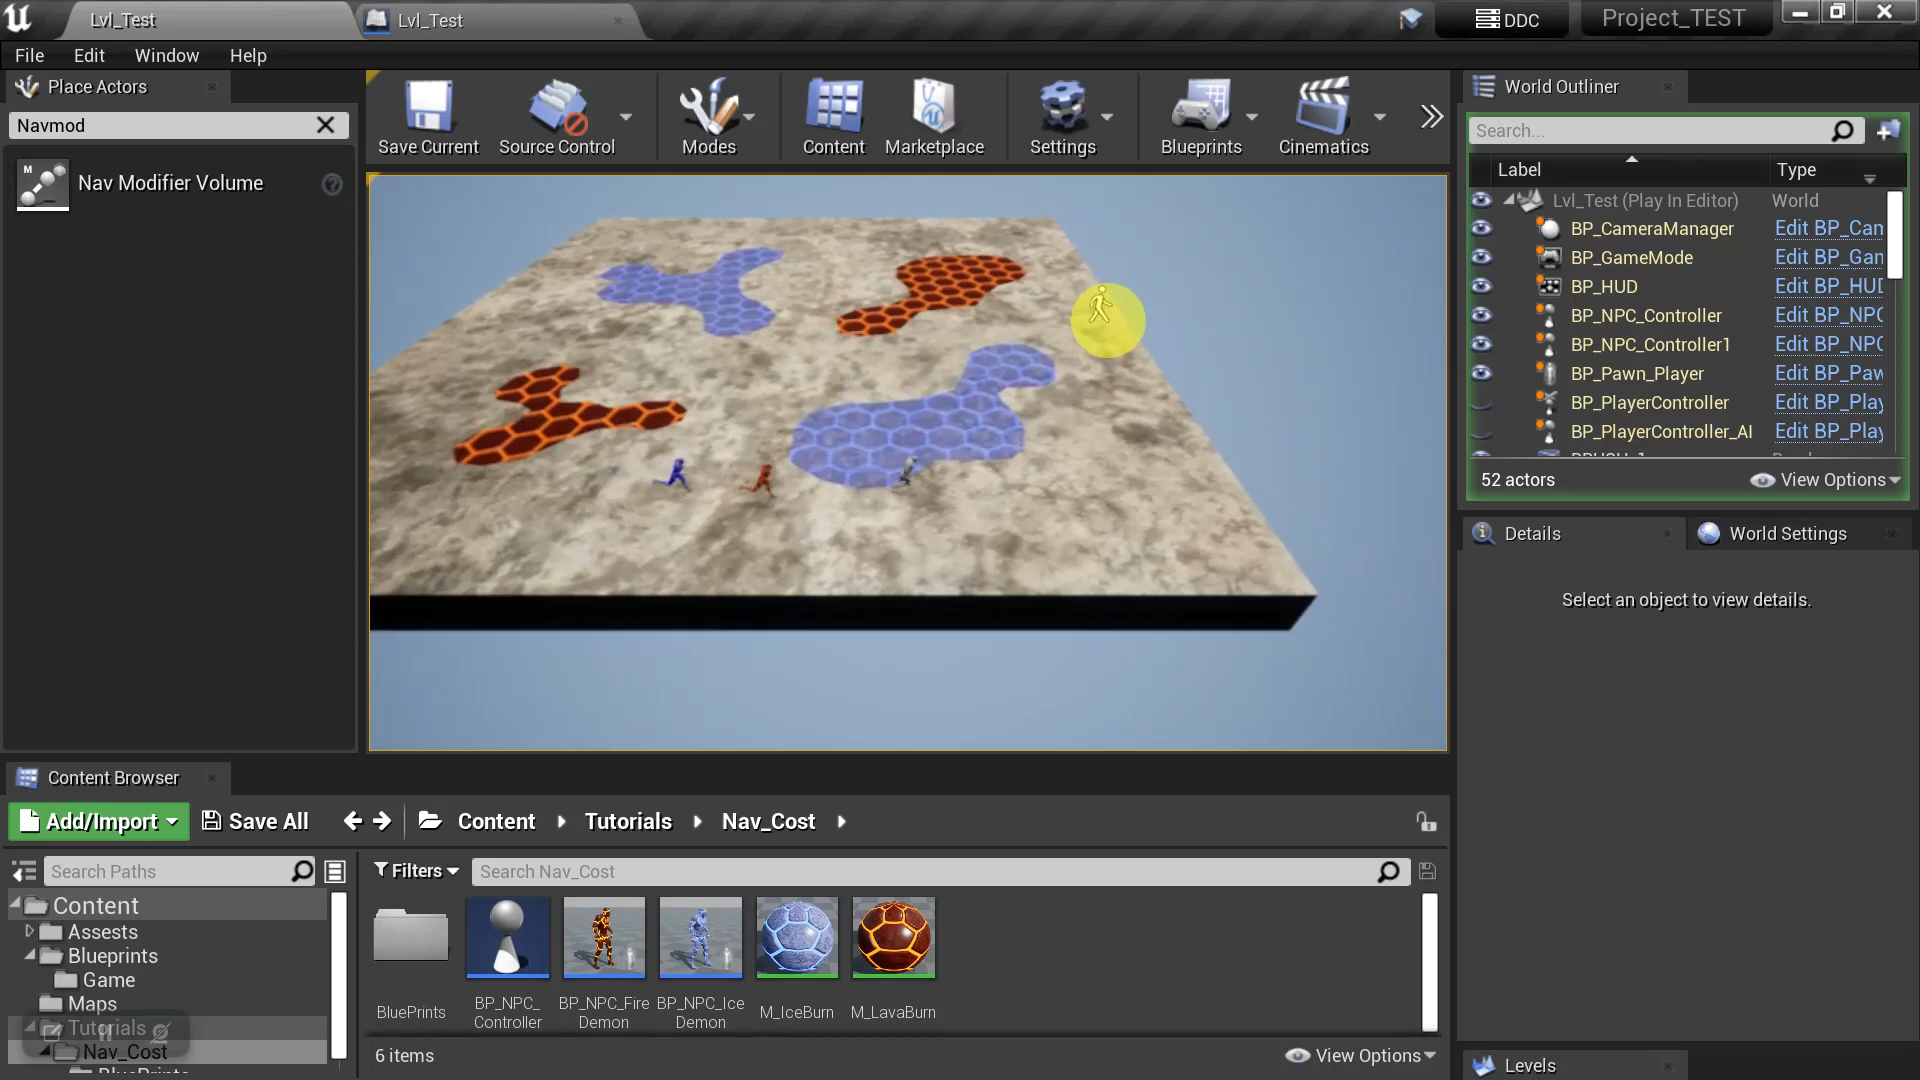 Lvl_Test
Lvl_Test
DDC
Project_TEST
File Edit Window Help
Place Actors
Navmod
M
Nav Modifier Volume
Save Current
Source Control
Modes
Content
Marketplace
Settings
Blueprints
Cinematics
World Outliner
Search...
Label
Type
Lvl_Test (Play In Editor)
World
BP_CameraManager
Edit BP_Can
BP_GameMode
Edit BP_Gan
BP_HUD
Edit BP_HUD
BP_NPC_Controller
Edit BP_NPC
BP_NPC_Controller1
Edit BP_NPC
BP_Pawn_Player
Edit BP_Paw
BP_PlayerController
Edit BP_Play
BP_PlayerController_AI
Edit BP_Play
52 actors
View Options
Details
World Settings
Select an object to view details.
Content Browser
Add/Import
Save All
Content
Tutorials
Nav_Cost
Search Paths
Filters
Search Nav_Cost
Content
Assests
Blueprints
Game
Maps
Tutorials
Nav_Cost
BluePrints
BluePrints
BP_NPC_
Controller
BP_NPC_Fire
Demon
BP_NPC_Ice
Demon
M_IceBurn
M_LavaBurn
6 items
View Options
Levels